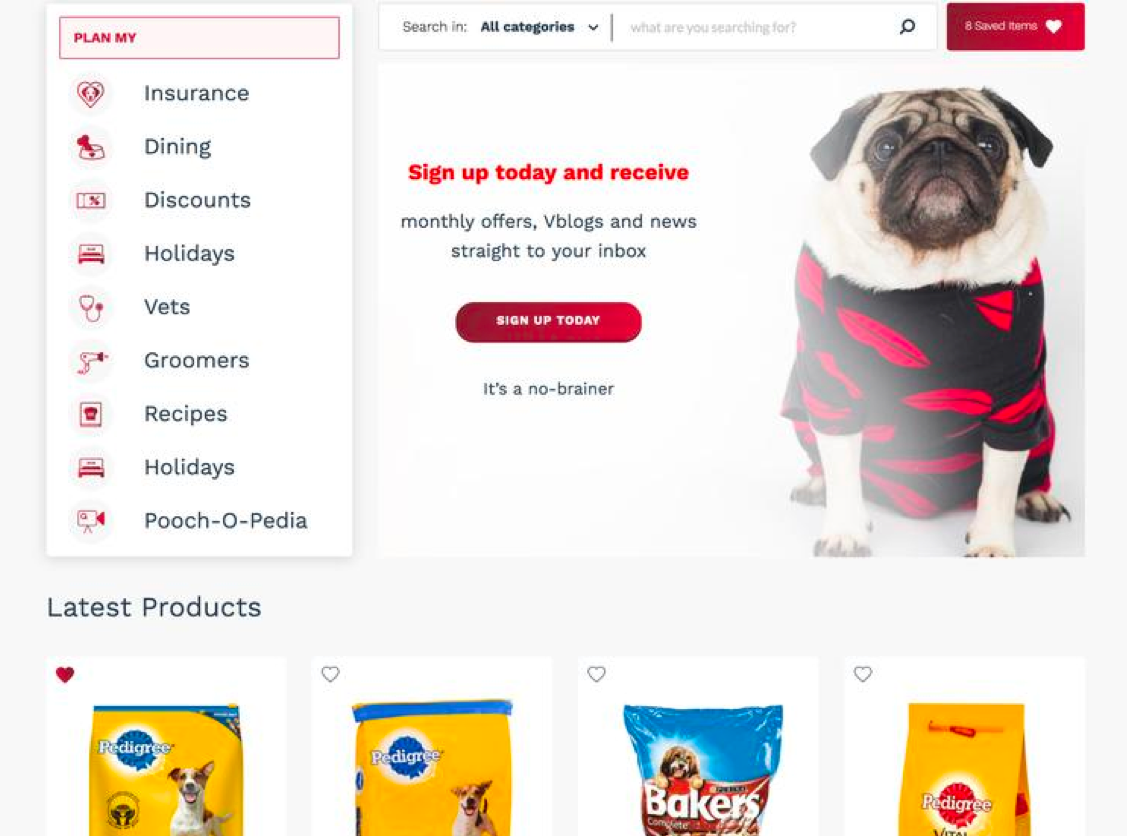 PLAN MY
Insurance
Dining
Discounts
Holidays
Vets
Groomers
Recipes
Holidays
Pooch-O-Pedia
Search in: All categories what are you searching for?
8 Saved Items
Sign up today and receive
monthly offers, Vblogs and news
straight to your inbox
SIGN UP TODAY
It's a no-brainer
Latest Products
Pedigree
Pedigree
Bakers
Complete
Pedigree
VITAL